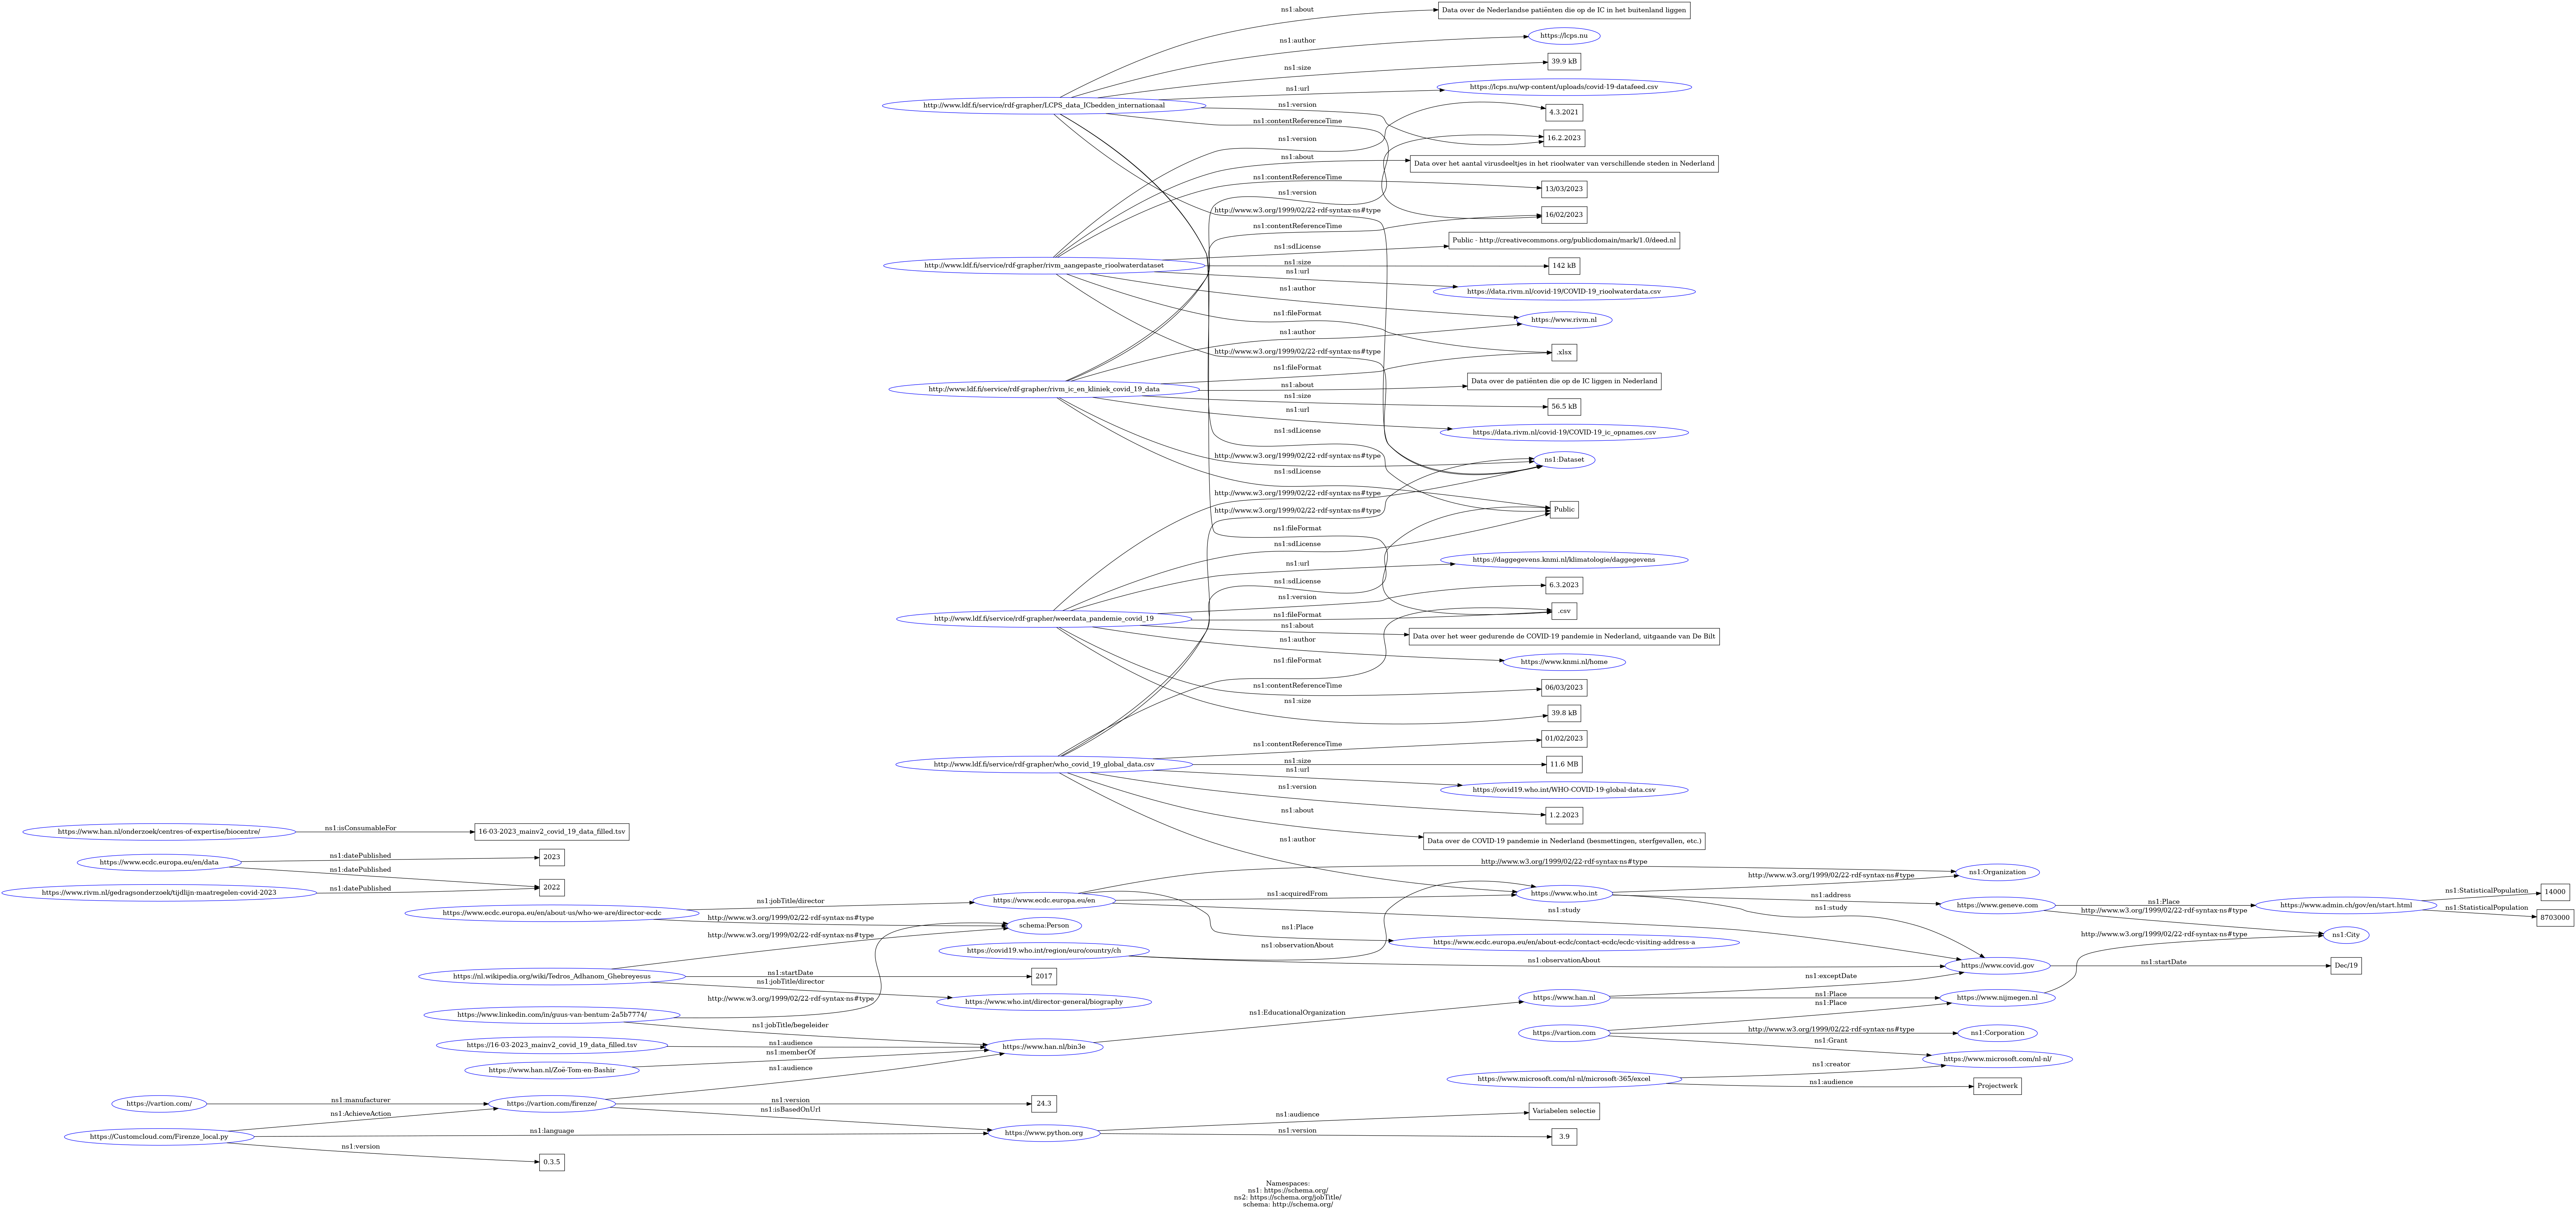 ns1:about
Data over de Nederlandse patiënten die op de IC in het buitenland liggen
ns1:author
https://lcps.nu
ns1:size
39.9 kB
ns1:url
https://lcps.nu/wp-content/uploads/covid-19-datafeed.csv
http://www.ldf.fi/service/rdf-grapher/LCPS_data_ICbedden_internationaal
ns1:version
4.3.2021
ns1:contentReferenceTime
ns1:version
16.2.2023
ns1:about
Data over het aantal virusdeeltjes in het rioolwater van verschillende steden in Nederland
ns1:contentReferenceTime
13/03/2023
ns1:version
http://www.w3.org/1999/02/22-rdf-syntax-ns#type
16/02/2023
ns1:contentReferenceTime
Public - http://creativecommons.org/publicdomain/mark/1.0/deed.nl
ns1:sdLicense
http://www.ldf.fi/service/rdf-grapher/rivm_aangepaste_rioolwaterdataset
ns1:size
142 kB
ns1:url
ns1:author
https://data.rivm.nl/covid-19/COVID-19_rioolwaterdata.csv
ns1:fileFormat
https://www.rivm.nl
ns1:author
http://www.w3.org/1999/02/22-rdf-syntax-ns#type
.xlsx
ns1:fileFormat
ns1:about
Data over de patiënten die op de IC liggen in Nederland
http://www.ldf.fi/service/rdf-grapher/rivm_ic_en_kliniek_covid_19_data
ns1:size
56.5 kB
ns1:url
ns1:sdLicense
https://data.rivm.nl/covid-19/COVID-19_ic_opnames.csv
http://www.w3.org/1999/02/22-rdf-syntax-ns#type
ns1:Dataset
ns1:sdLicense
http://www.w3.org/1999/02/22-rdf-syntax-ns#type
http://www.w3.org/1999/02/22-rdf-syntax-ns#type
Public
ns1:fileFormat
ns1:sdLicense
ns1:url
https://daggegevens.knmi.nl/klimatologie/daggegevens
ns1:sdLicense
6.3.2023
ns1:version
ns1:fileFormat
.csv
http://www.ldf.fi/service/rdf-grapher/weerdata_pandemie_covid_19
ns1:about
Data over het weer gedurende de COVID-19 pandemie in Nederland, uitgaande van De Bilt
ns1:author
ns1:fileFormat
https://www.knmi.nl/home
ns1:contentReferenceTime
06/03/2023
ns1:size
39.8 kB
ns1:contentReferenceTime
01/02/2023
http://www.ldf.fi/service/rdf-grapher/who_covid_19_global_data.csv
ns1:size
11.6 MB
ns1:url
https://covid19.who.int/WHO-COVID-19-global-data.csv
ns1:version
1.2.2023
ns1:about
ns1:author
Data over de COVID-19 pandemie in Nederland (besmettingen, sterfgevallen, etc.)
https://www.han.nl/onderzoek/centres-of-expertise/biocentre/
ns1:isConsumableFor
16-03-2023_mainv2_covid_19_data_filled.tsv
https://www.ecdc.europa.eu/en/data
ns1:datePublished
2023
ns1:datePublished
https://www.rivm.nl/gedragsonderzoek/tijdlijn-maatregelen-covid-2023
ns1:datePublished
2022
http://www.w3.org/1999/02/22-rdf-syntax-ns#type
ns1:Organization
http://www.w3.org/1999/02/22-rdf-syntax-ns#type
https://www.ecdc.europa.eu/en/about-us/who-we-are/director-ecdc
ns1:jobTitle/director
https://www.ecdc.europa.eu/en
ns1:acquiredFrom
https://www.who.int
ns1:address
https://www.geneve.com
ns1:Place
https://www.admin.ch/gov/en/start.html
ns1:StatisticalPopulation
14000
ns1:study
ns1:study
http://www.w3.org/1999/02/22-rdf-syntax-ns#type
ns1:StatisticalPopulation
8703000
http://www.w3.org/1999/02/22-rdf-syntax-ns#type
schema:Person
ns1:Place
http://www.w3.org/1999/02/22-rdf-syntax-ns#type
ns1:City
http://www.w3.org/1999/02/22-rdf-syntax-ns#type
https://www.ecdc.europa.eu/en/about-ecdc/contact-ecdc/ecdc-visiting-address-a
https://covid19.who.int/region/euro/country/ch
ns1:observationAbout
ns1:observationAbout
https://www.covid.gov
ns1:startDate
Dec/19
https://nl.wikipedia.org/wiki/Tedros_Adhanom_Ghebreyesus
ns1:startDate
2017
ns1:exceptDate
ns1:jobTitle/director
https://www.who.int/director-general/biography
https://www.han.nl
ns1:Place
https://www.nijmegen.nl
http://www.w3.org/1999/02/22-rdf-syntax-ns#type
ns1:Place
https://www.linkedin.com/in/guus-van-bentum-2a5b7774/
ns1:jobTitle/begeleider
ns1:EducationalOrganization
https://vartion.com
http://www.w3.org/1999/02/22-rdf-syntax-ns#type
ns1:Corporation
https://16-03-2023_mainv2_covid_19_data_filled.tsv
ns1:audience
https://www.han.nl/bin3e
ns1:Grant
ns1:memberOf
https://www.microsoft.com/nl-nl/
https://www.han.nl/Zoë-Tom-en-Bashir
ns1:audience
ns1:creator
https://www.microsoft.com/nl-nl/microsoft-365/excel
ns1:audience
Projectwerk
https://vartion.com/
ns1:manufacturer
https://vartion.com/firenze/
ns1:version
24.3
ns1:AchieveAction
ns1:isBasedOnUrl
ns1:audience
Variabelen selectie
https://Customcloud.com/Firenze_local.py
ns1:language
https://www.python.org
ns1:version
3.9
ns1:version
0.3.5
Namespaces:
ns1: https://schema.org/
ns2: https://schema.org/jobTitle/
schema: http://schema.org/